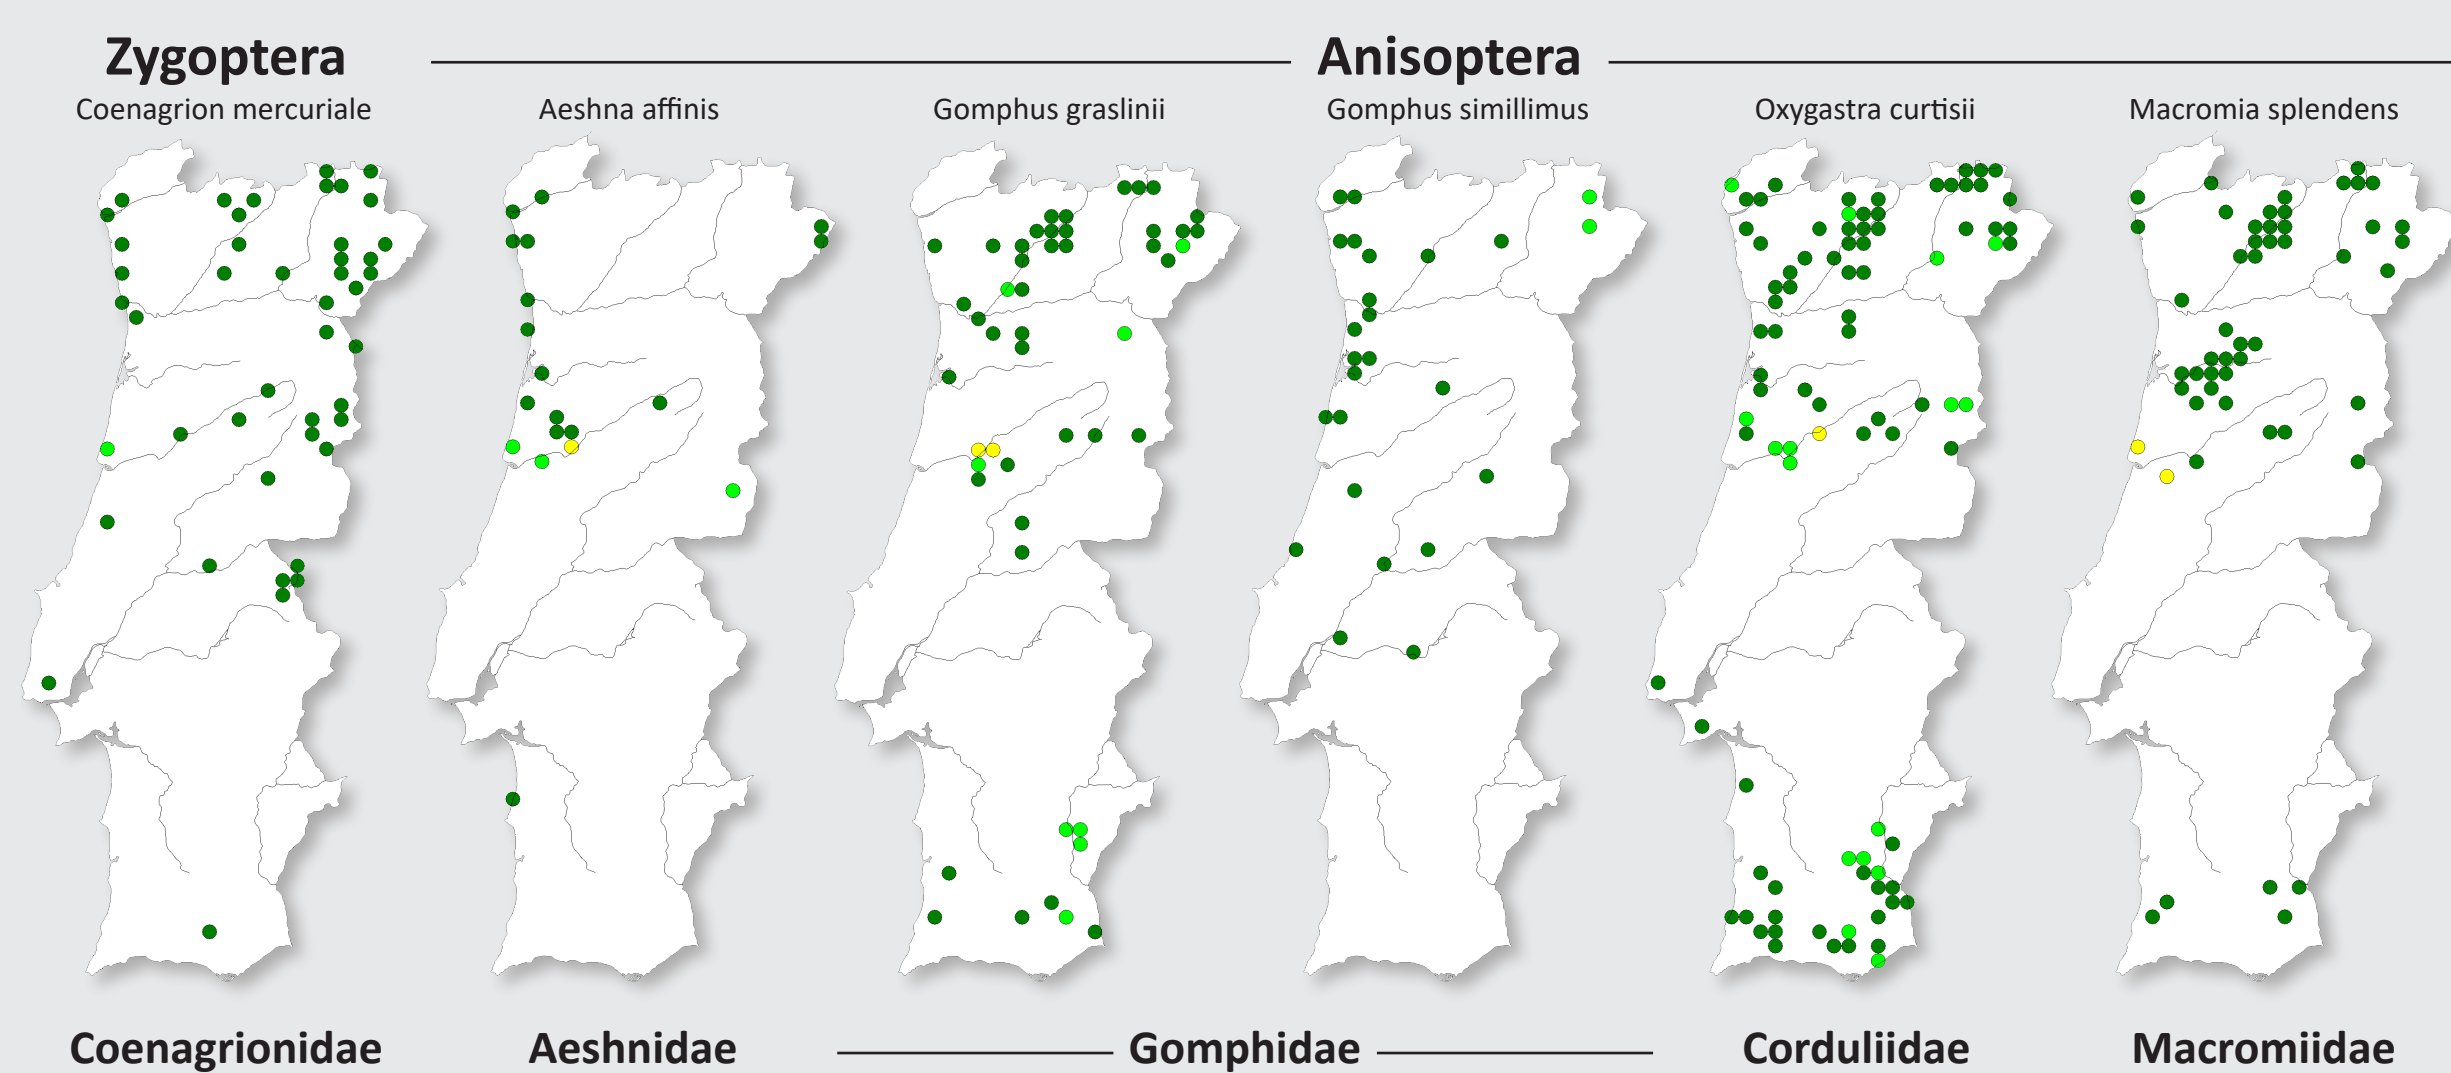 Zygoptera
Anisoptera
Coenagrion mercuriale
Aeshna affinis
Gomphus graslinii
Gomphus simillimus
Oxygastra curtisii
Macromia splendens
Coenagrionidae
Aeshnidae
Gomphidae
Corduliidae
Macromiidae